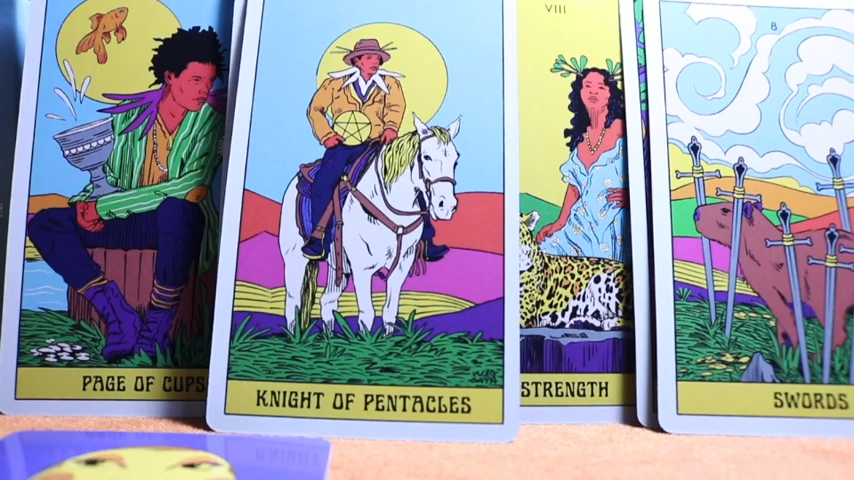 PAGE OF CUPS
KNIGHT OF PENTACLES
VIII
STRENGTH
8
SWORDS